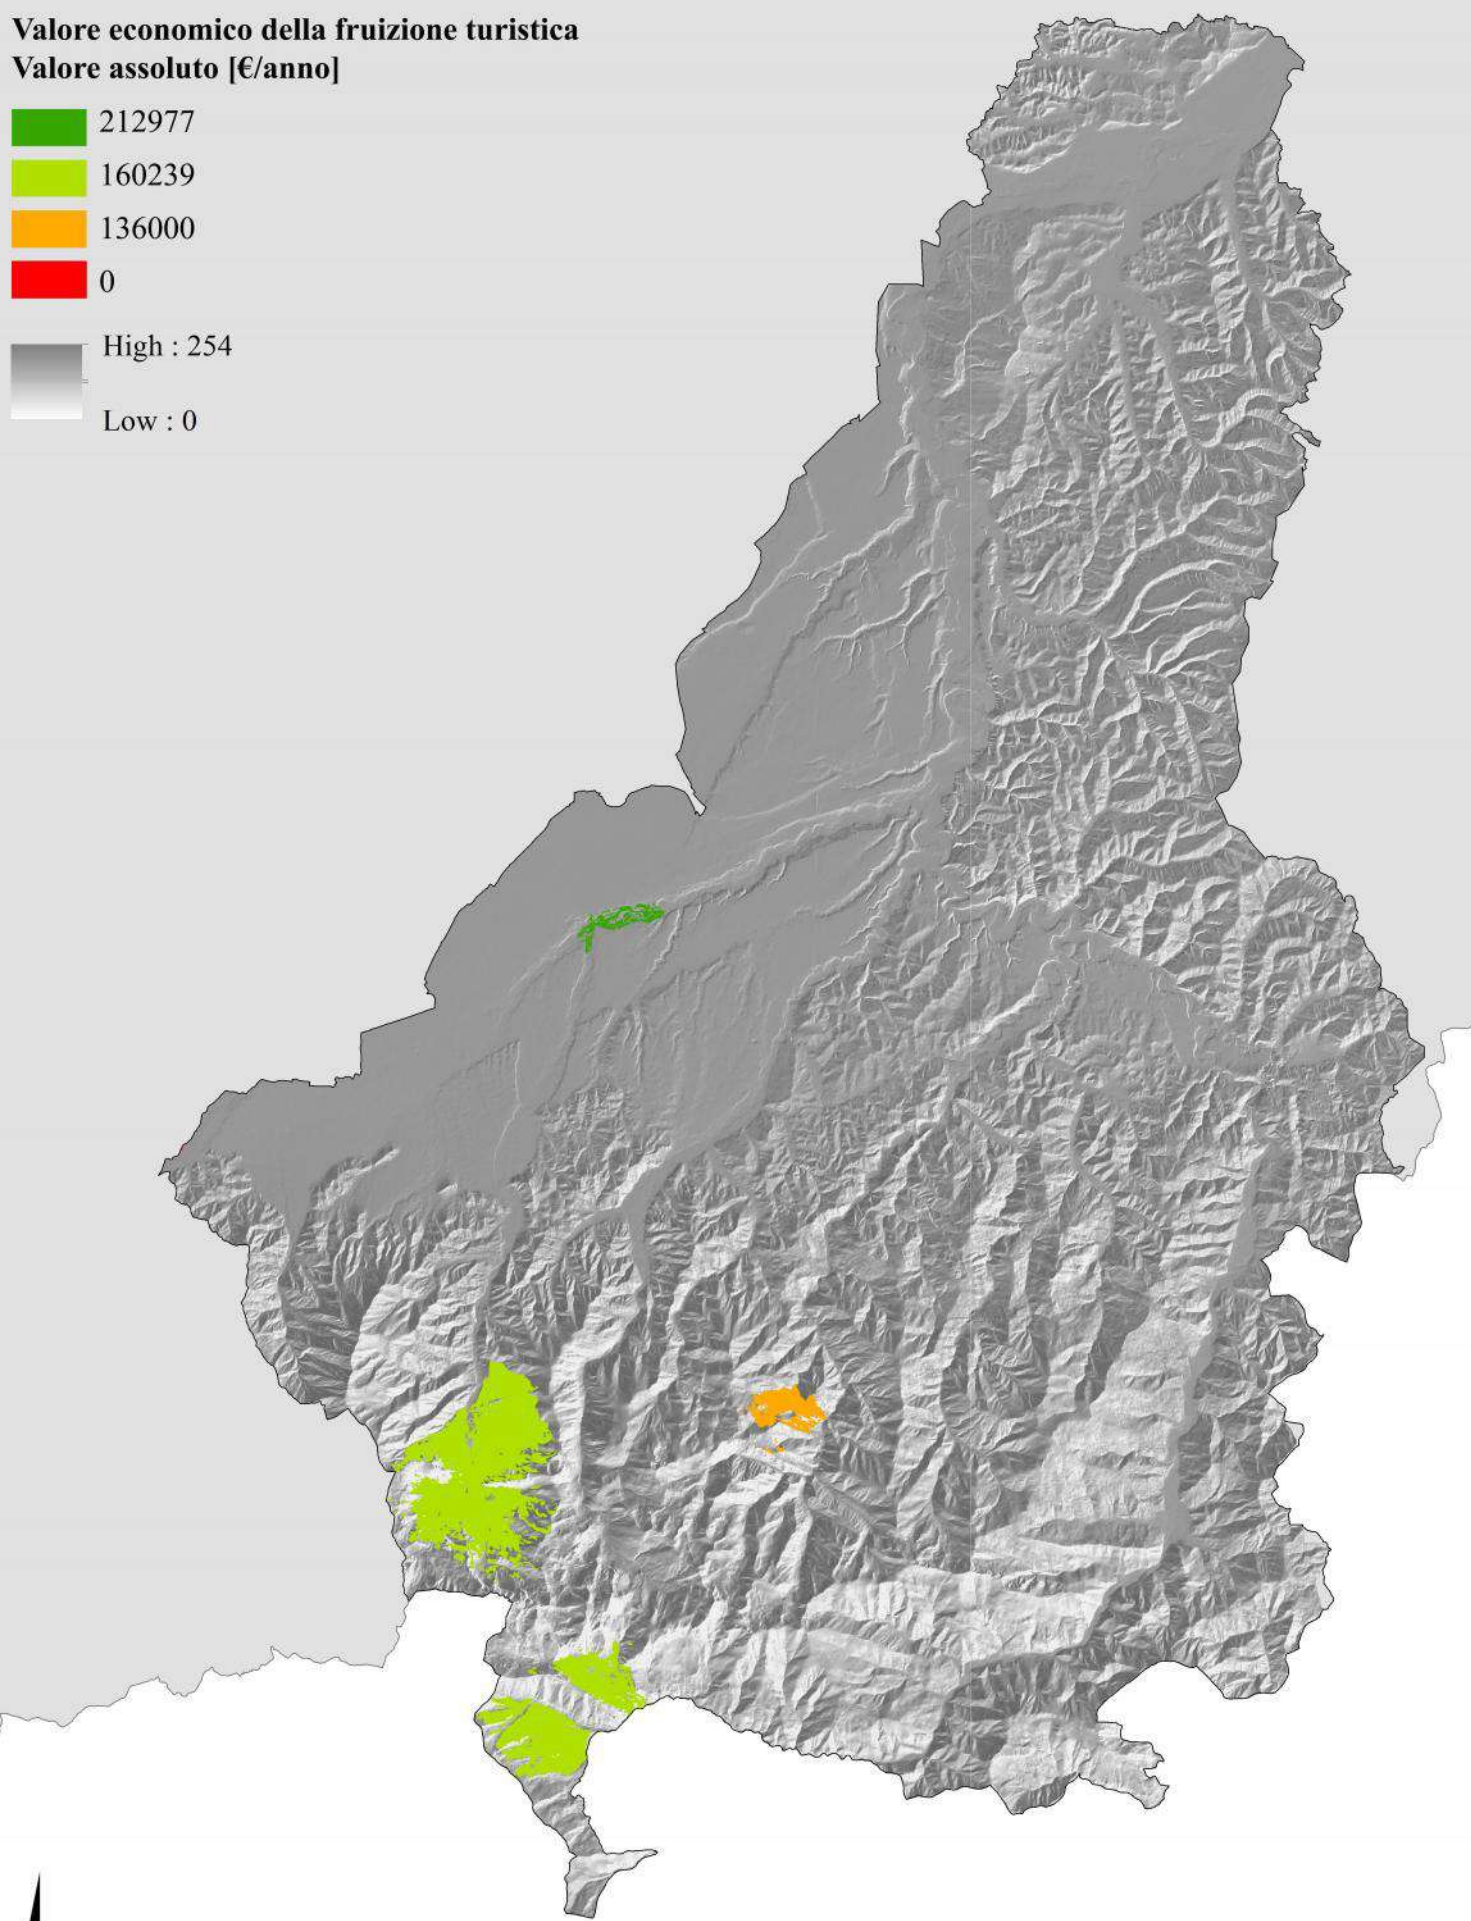 Valore economico della fruizione turistica
Valore assoluto [€/anno]
212977
160239
136000
0
High : 254
Low : 0